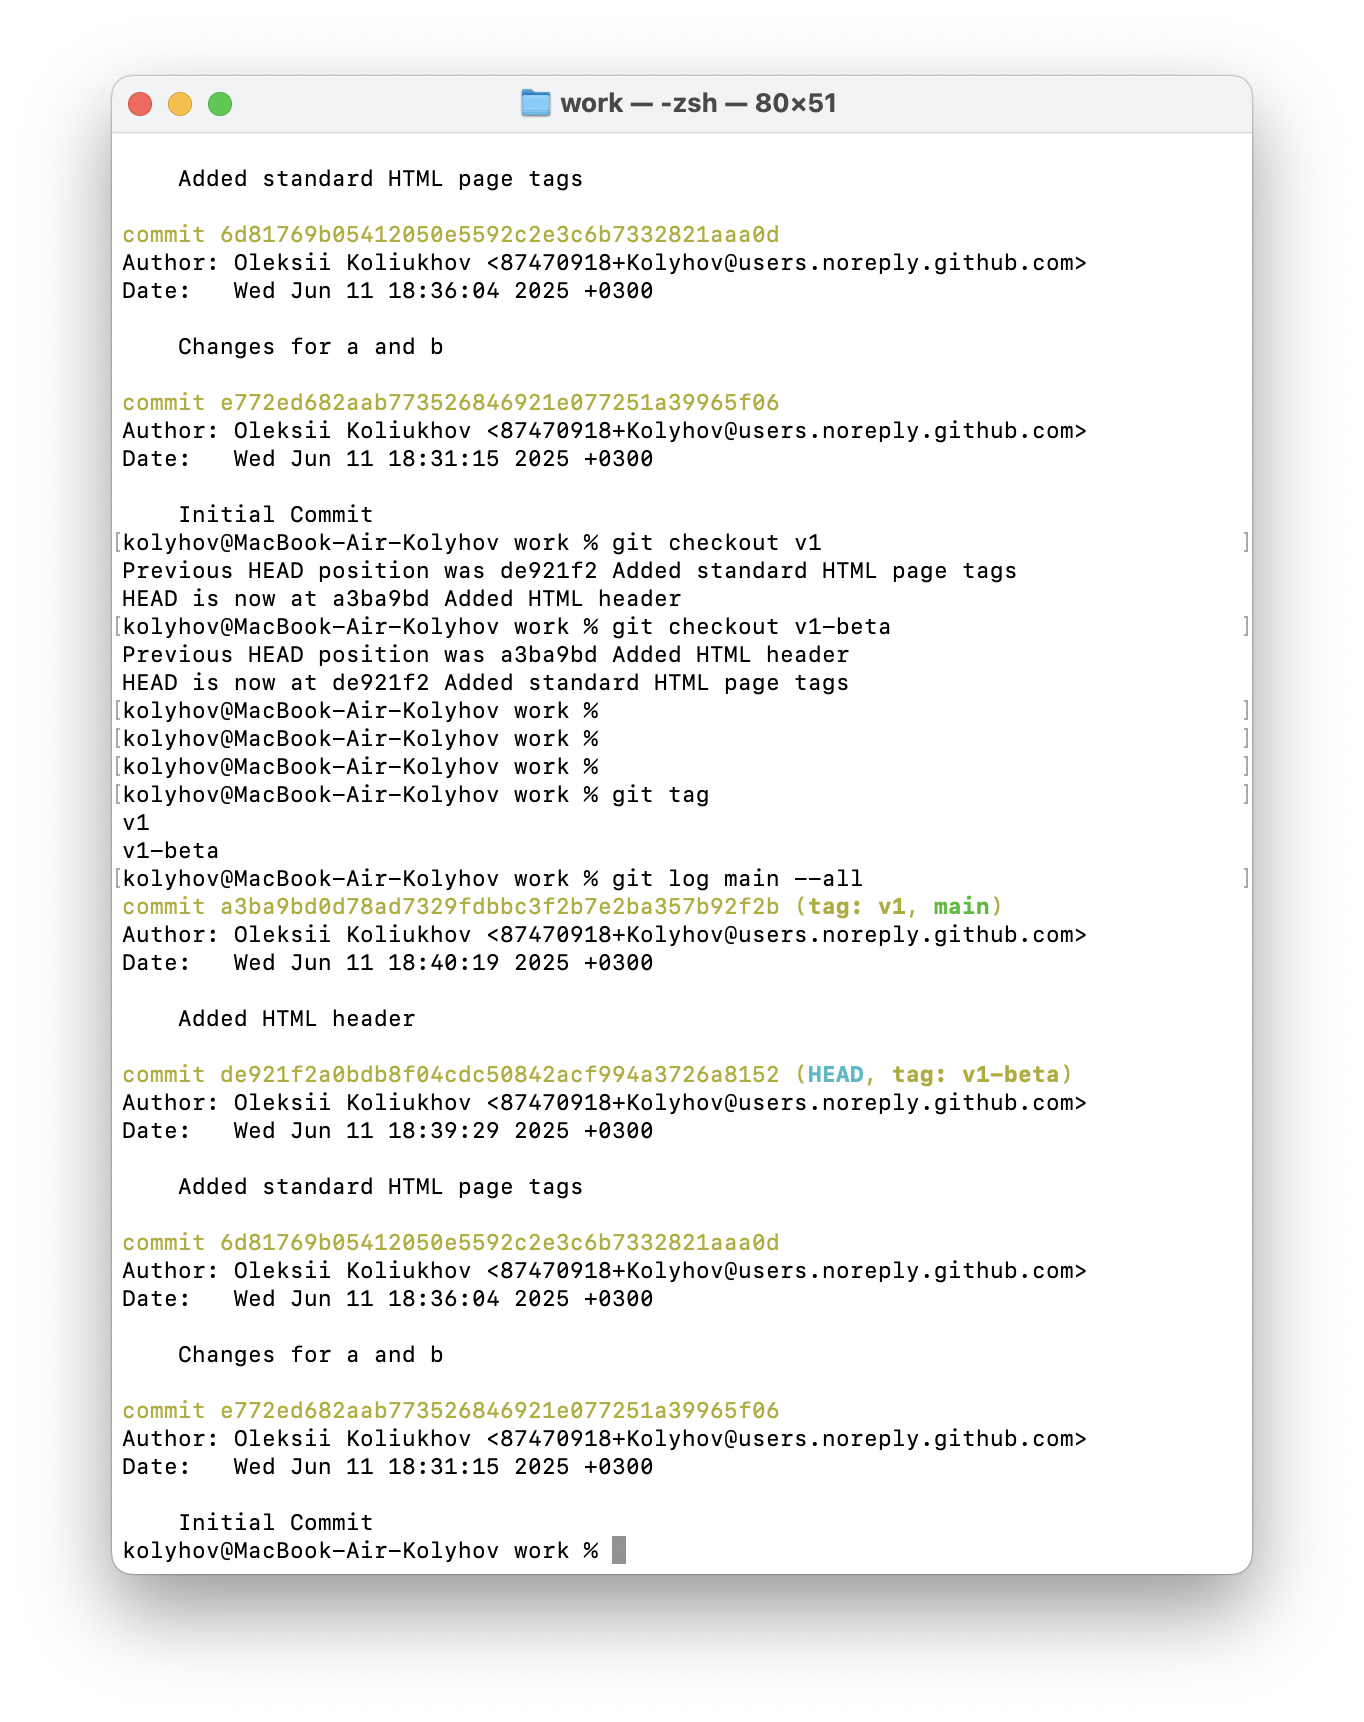 work — -zsh — 80×51
Added standard HTML page tags
commit 6d81769b05412050e5592c2e3c6b7332821aaa0d
Author: Oleksii Koliukhov <87470918+Kolyhov@users.noreply.github.com>
Date:   Wed Jun 11 18:36:04 2025 +0300
Changes for a and b
commit e772ed682aab773526846921e077251a39965f06
Author: Oleksii Koliukhov <87470918+Kolyhov@users.noreply.github.com>
Date:   Wed Jun 11 18:31:15 2025 +0300
Initial Commit
[kolyhov@MacBook-Air-Kolyhov work % git checkout v1 ]
Previous HEAD position was de921f2 Added standard HTML page tags
HEAD is now at a3ba9bd Added HTML header
[kolyhov@MacBook-Air-Kolyhov work % git checkout v1-beta ]
Previous HEAD position was a3ba9bd Added HTML header
HEAD is now at de921f2 Added standard HTML page tags
[kolyhov@MacBook-Air-Kolyhov work % ]
[kolyhov@MacBook-Air-Kolyhov work % ]
[kolyhov@MacBook-Air-Kolyhov work % ]
[kolyhov@MacBook-Air-Kolyhov work % git tag ]
v1
v1-beta
[kolyhov@MacBook-Air-Kolyhov work % git log main --all ]
commit a3ba9bd0d78ad7329fdbbc3f2b7e2ba357b92f2b (tag: v1, main)
Author: Oleksii Koliukhov <87470918+Kolyhov@users.noreply.github.com>
Date:   Wed Jun 11 18:40:19 2025 +0300
Added HTML header
commit de921f2a0bdb8f04cdc50842acf994a3726a8152 (HEAD, tag: v1-beta)
Author: Oleksii Koliukhov <87470918+Kolyhov@users.noreply.github.com>
Date:   Wed Jun 11 18:39:29 2025 +0300
Added standard HTML page tags
commit 6d81769b05412050e5592c2e3c6b7332821aaa0d
Author: Oleksii Koliukhov <87470918+Kolyhov@users.noreply.github.com>
Date:   Wed Jun 11 18:36:04 2025 +0300
Changes for a and b
commit e772ed682aab773526846921e077251a39965f06
Author: Oleksii Koliukhov <87470918+Kolyhov@users.noreply.github.com>
Date:   Wed Jun 11 18:31:15 2025 +0300
Initial Commit
kolyhov@MacBook-Air-Kolyhov work %